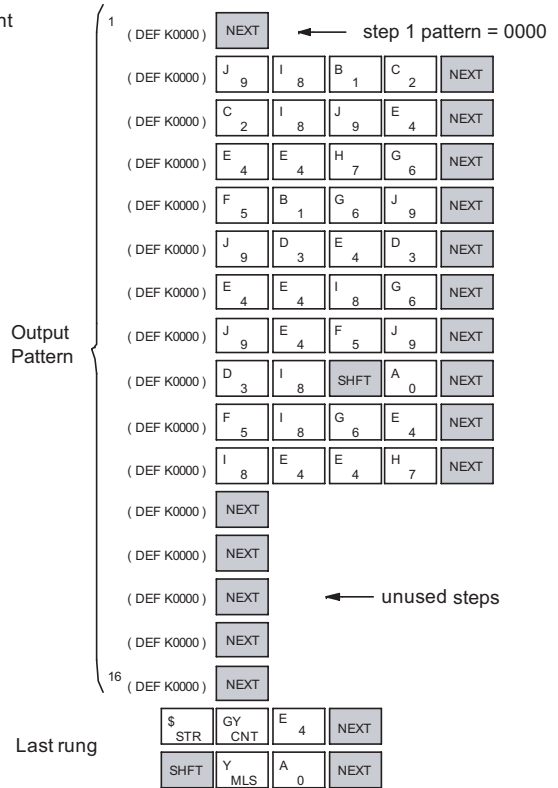 nt
1 ( DEF K0000 ) NEXT step 1 pattern = 0000
( DEF K0000 ) J 9 I 8 B 1 C 2 NEXT
( DEF K0000 ) C 2 I 8 J 9 E 4 NEXT
( DEF K0000 ) E 4 E 4 H 7 G 6 NEXT
( DEF K0000 ) F 5 B 1 G 6 J 9 NEXT
( DEF K0000 ) J 9 D 3 E 4 D 3 NEXT
( DEF K0000 ) E 4 E 4 I 8 G 6 NEXT
Output
Pattern
( DEF K0000 ) J 9 E 4 F 5 J 9 NEXT
( DEF K0000 ) D 3 I 8 SHFT A 0 NEXT
( DEF K0000 ) F 5 I 8 G 6 E 4 NEXT
( DEF K0000 ) I 8 E 4 E 4 H 7 NEXT
( DEF K0000 ) NEXT
( DEF K0000 ) NEXT
( DEF K0000 ) NEXT unused steps
( DEF K0000 ) NEXT
16 ( DEF K0000 ) NEXT
Last rung
$ STR GY CNT E 4 NEXT
SHFT Y MLS A 0 NEXT